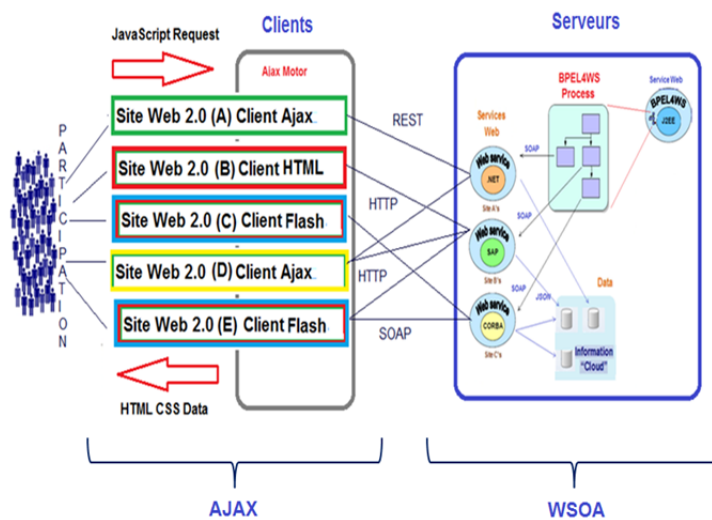 JavaScript Request
Clients
Serveurs
Ajax Motor
PARTICIPATION
Site Web 2.0 (A) Client Ajax
Site Web 2.0 (B) Client HTML
Site Web 2.0 (C) Client Flash
Site Web 2.0 (D) Client Ajax
Site Web 2.0 (E) Client Flash
HTML CSS Data
REST
HTTP
HTTP
SOAP
BPEL4WS
Process
Service Web
BPEL4WS
J2EE
Services
Web
SOAP
Web service
.NET
Site A's
SOAP
Web service
SAP
Site B's
SOAP
JSON
Data
Web service
CORBA
Site C's
Information
"Cloud"
AJAX
WSOA